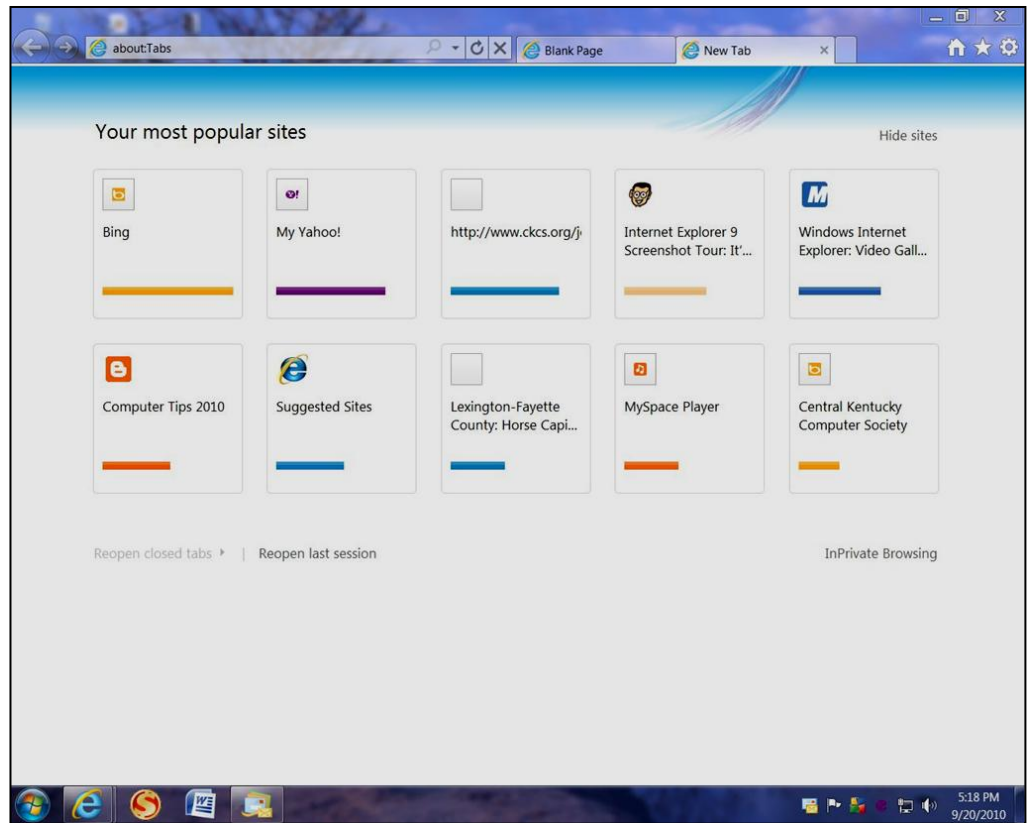 about:Tabs
Blank Page
New Tab
Your most popular sites
Hide sites
Bing
My Yahoo!
http://www.ckcs.org/j
Internet Explorer 9
Screenshot Tour: It'...
Windows Internet
Explorer: Video Gall...
Computer Tips 2010
Suggested Sites
Lexington-Fayette
County: Horse Capi...
MySpace Player
Central Kentucky
Computer Society
Reopen closed tabs
|
Reopen last session
InPrivate Browsing
5:18 PM
9/20/2010